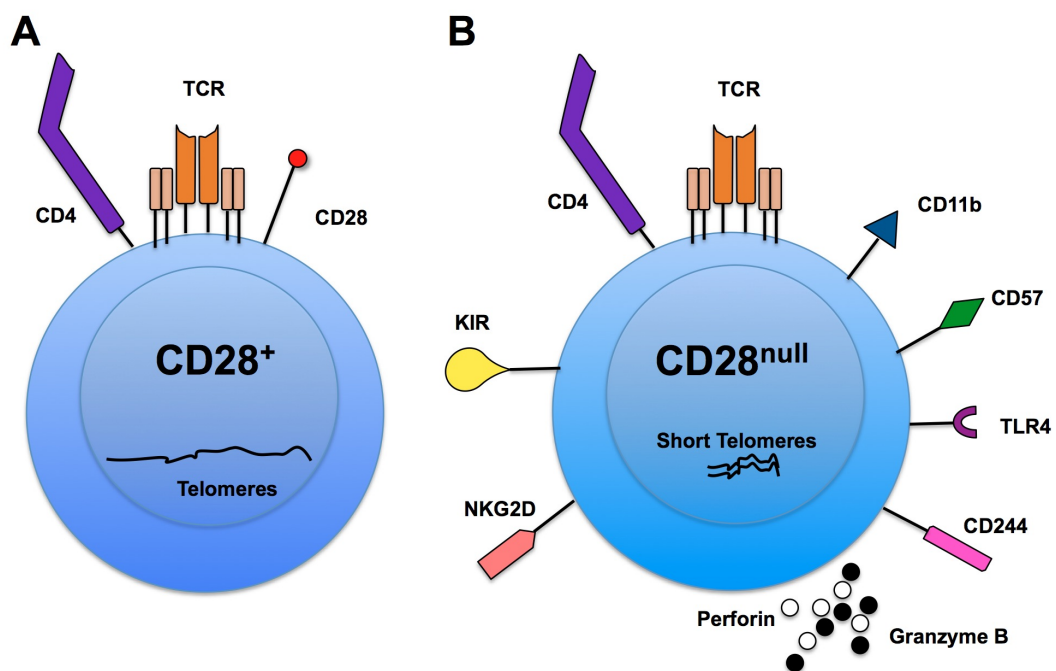 A
TCR
CD4
CD28
CD28⁺
Telomeres
B
TCR
CD4
CD11b
KIR
CD57
CD28ⁿᵘˡˡ
TLR4
Short Telomeres
NKG2D
CD244
Perforin
Granzyme B